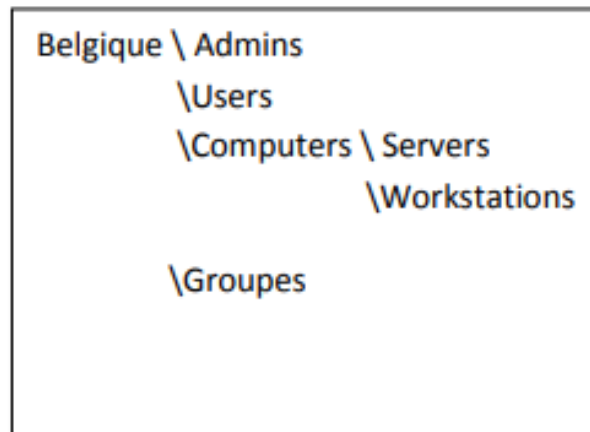 Belgique \ Admins
\Users
\Computers \ Servers
\Workstations
\Groupes